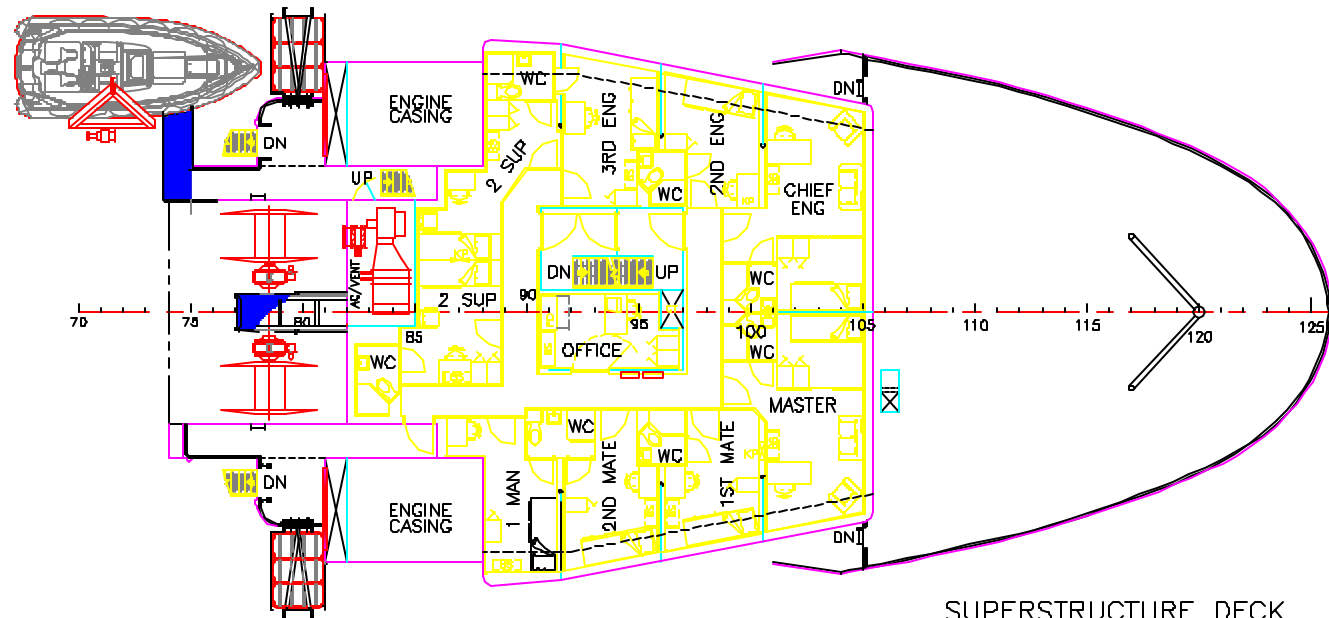 WC
DN
ENGINE
CASING
3RD ENG
2ND ENG
2 SUP
DN
UP
WC
CHIEF
ENG
AC/VENT
DN
UP
WC
2 SUP
90
70
75
80
85
95
100
105
110
115
120
125
OFFICE
WC
WC
MASTER
1 MAN
WC
2ND MATE
WC
1ST MATE
DN
ENGINE
CASING
DN
SUPERSTRUCTURE DECK